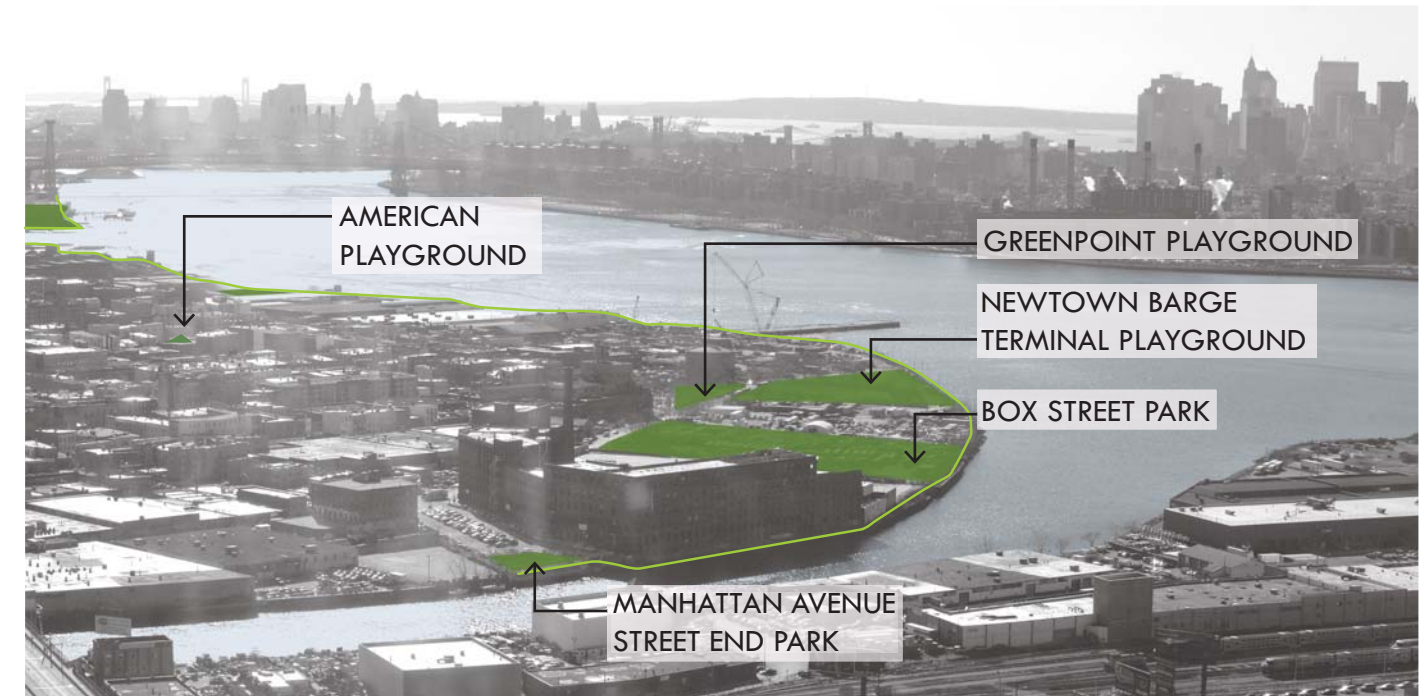 AMERICAN
PLAYGROUND
GREENPOINT PLAYGROUND
NEWTOWN BARGE
TERMINAL PLAYGROUND
BOX STREET PARK
MANHATTAN AVENUE
STREET END PARK